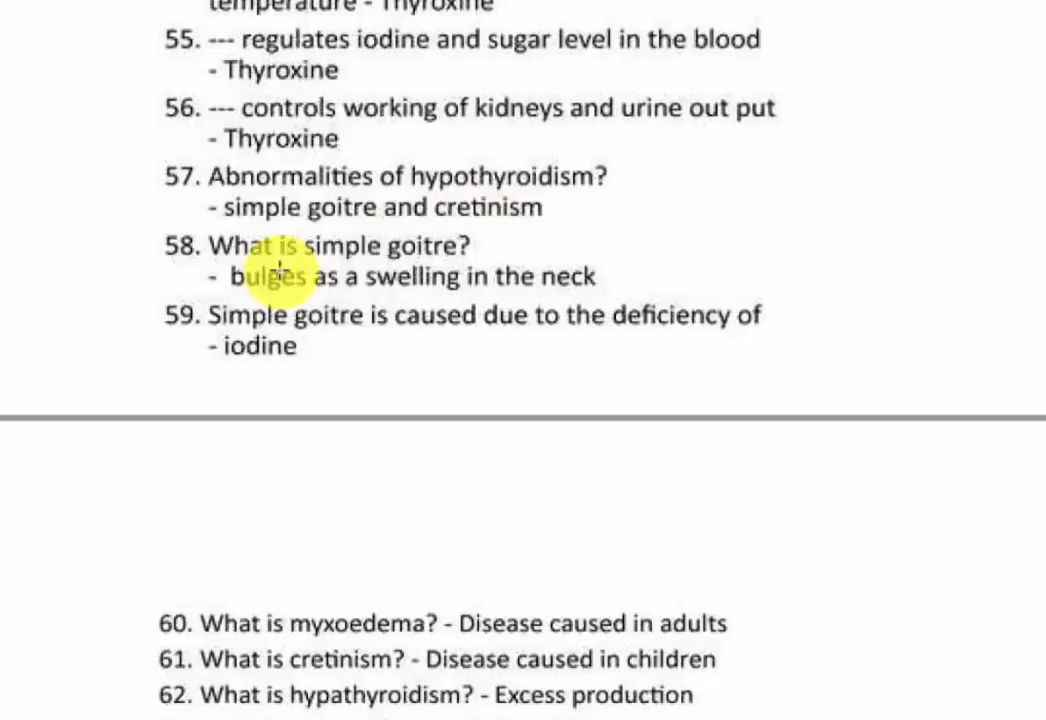 temperature - Thyroxine
55. --- regulates iodine and sugar level in the blood
- Thyroxine
56. --- controls working of kidneys and urine out put
- Thyroxine
57. Abnormalities of hypothyroidism?
- simple goitre and cretinism
58. What is simple goitre?
- bulges as a swelling in the neck
59. Simple goitre is caused due to the deficiency of
- iodine
60. What is myxoedema? - Disease caused in adults
61. What is cretinism? - Disease caused in children
62. What is hypathyroidism? - Excess production